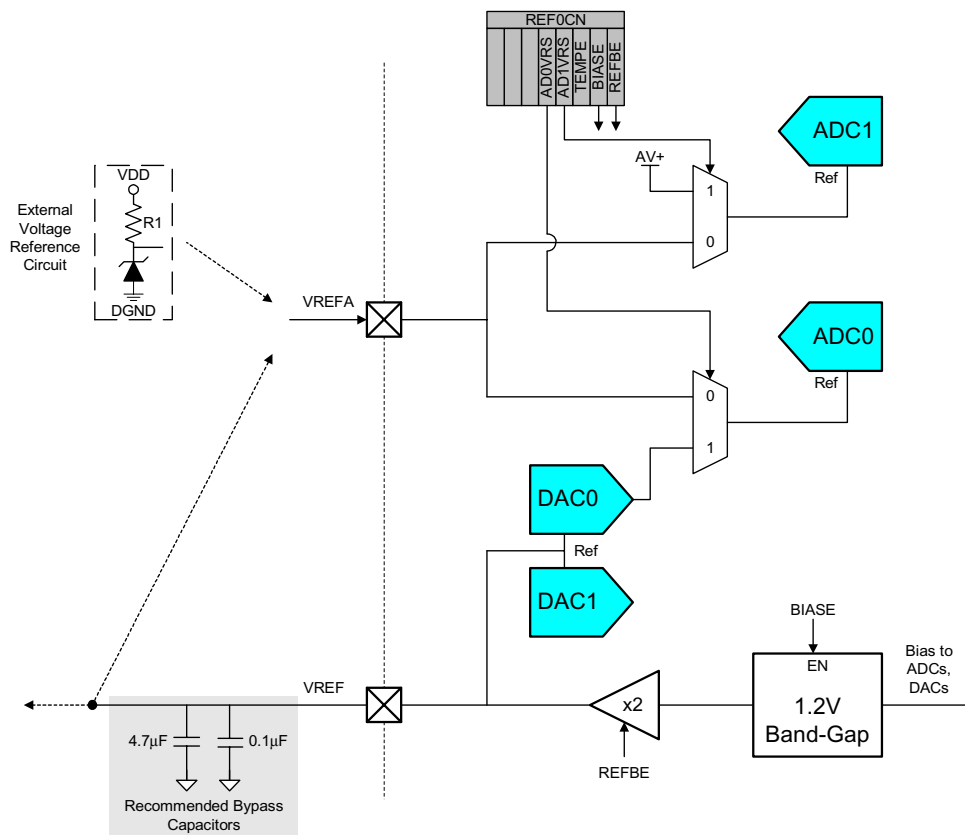 REF0CN
AD0VRS
AD1VRS
TEMPE
BIASE
REFBE
ADC1
Ref
AV+
1
0
VDD
R1
DGND
External
Voltage
Reference
Circuit
VREFA
ADC0
Ref
0
1
DAC0
Ref
DAC1
BIASE
EN
1.2V
Band-Gap
Bias to
ADCs,
DACs
VREF
x2
REFBE
4.7µF
0.1µF
Recommended Bypass
Capacitors